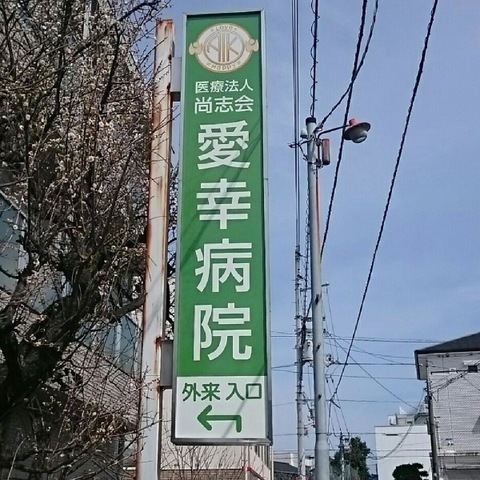 医療法人
尚志会
愛幸病院
外来 入口